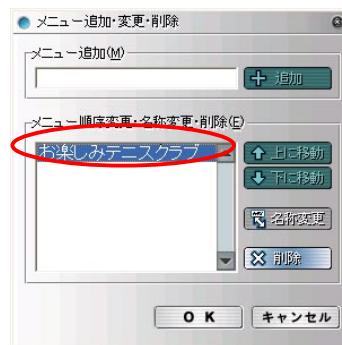 メニュー追加・変更・削除
メニュー追加(M)
追加
メニュー順序変更・名称変更・削除(E)
お楽しみテニスクラブ
上に移動
下に移動
名称変更
削除
OK
キャンセル